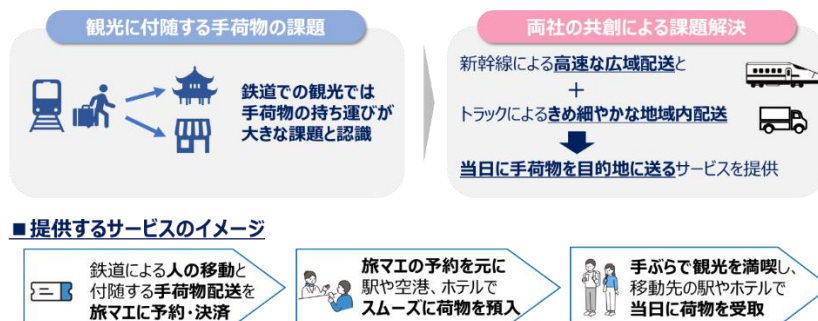 観光に付随する手荷物の課題
鉄道での観光では
手荷物の持ち運びが
大きな課題と認識
両社の共創による課題解決
新幹線による高速な広域配送と
+
トラックによるきめ細やかな地域内配送
当日に手荷物を目的地に送るサービスを提供
■提供するサービスのイメージ
鉄道による人の移動と
付随する手荷物配送を
旅マエに予約・決済
旅マエの予約を元に
駅や空港、ホテルで
スムーズに荷物を預入
手ぶらで観光を満喫し、
移動先の駅やホテルで
当日に荷物を受取